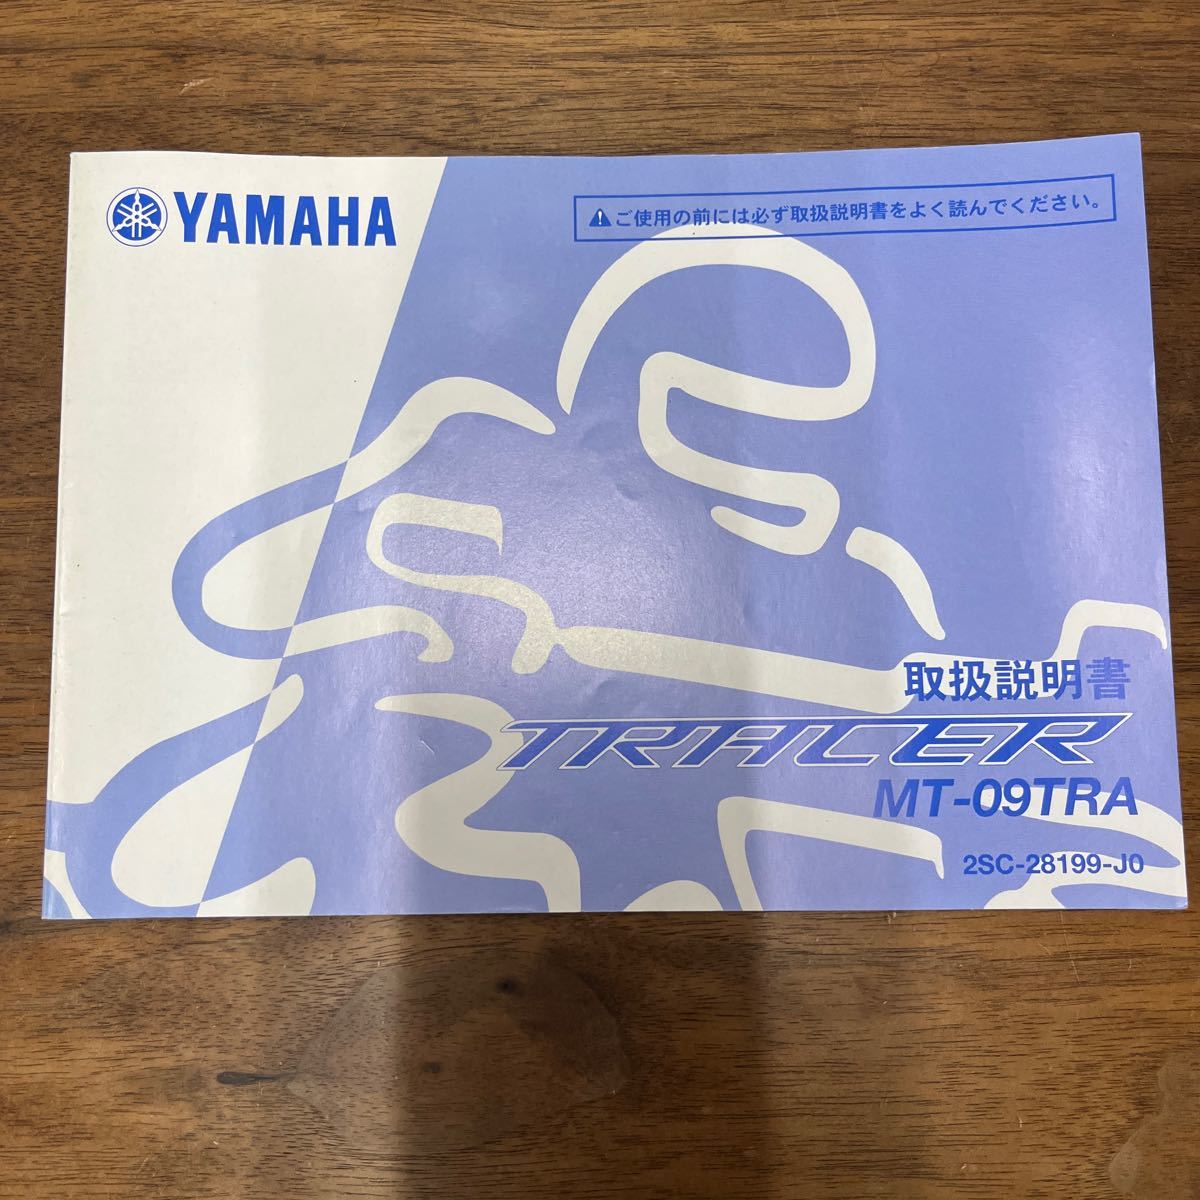 YAMAHA
⚠ご使用の前には必ず取扱説明書をよく読んでください。
取扱説明書
TRACER
MT-09TRA
2SC-28199-J0